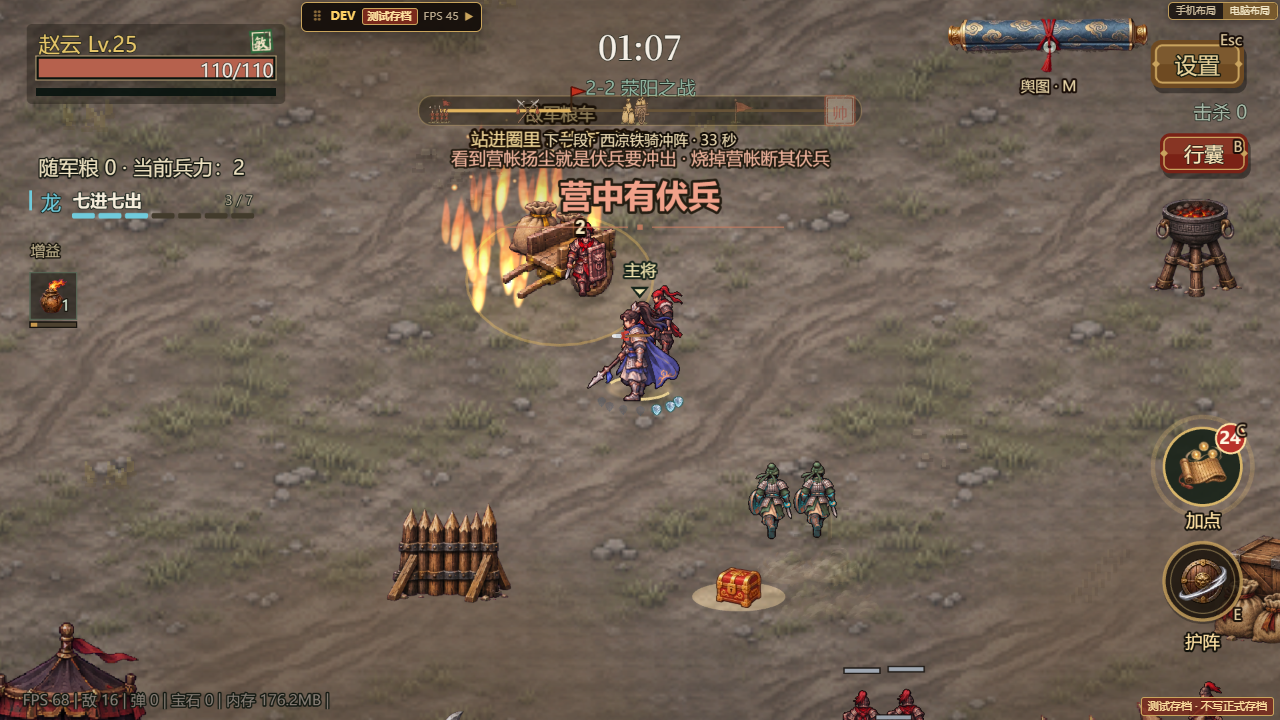 DEV 测试存档 FPS 45 ▶
手机布局 电脑布局
赵云 Lv.25
敌
110/110
01:07
2-2 荥阳之战
舆图·M
Esc
设置
击杀 0
帅
站进圈里
西凉铁骑冲阵·33 秒
看到营帐扬尘就是伏兵要冲出·烧掉营帐断其伏兵
营中有伏兵
行囊 B
随军粮 0·当前兵力：2
龙 七进七出 3/7
增益
1
2
主将
24 C
加点
E
护阵
FPS 68 | 敌 16 | 弹 0 | 宝石 0 | 内存 176.2MB |
测试存档·不写正式存档